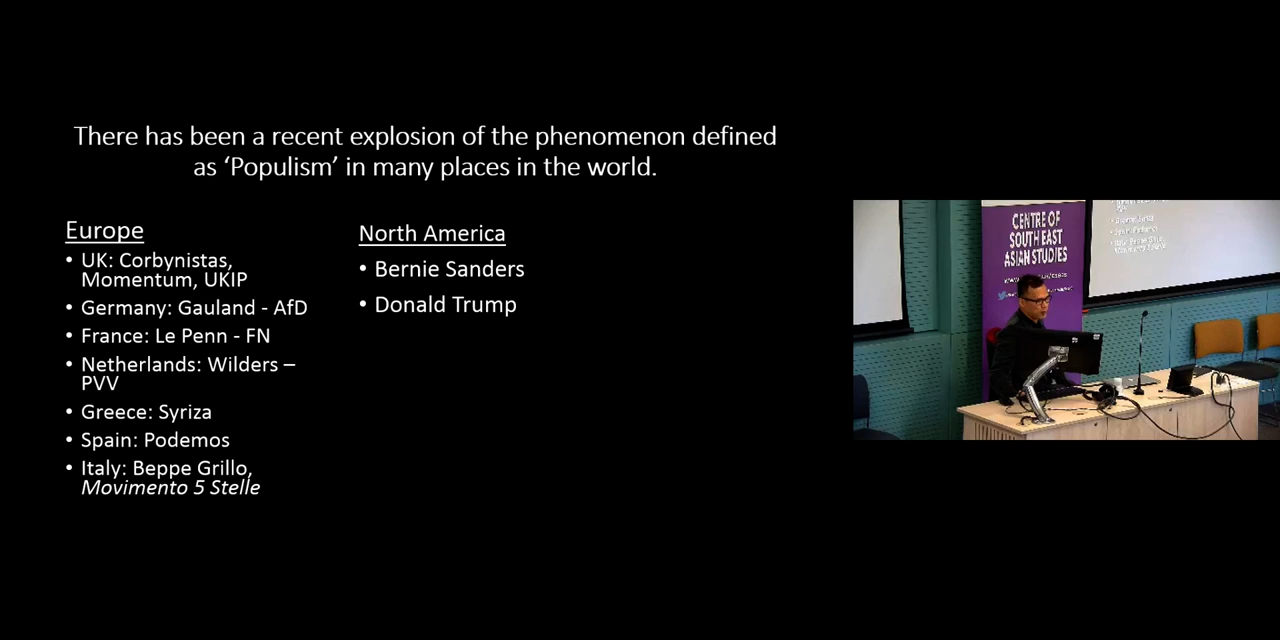 There has been a recent explosion of the phenomenon defined
as ‘Populism’ in many places in the world.
Europe
• UK: Corbynistas,
Momentum, UKIP
• Germany: Gauland - AfD
• France: Le Penn - FN
• Netherlands: Wilders –
PVV
• Greece: Syriza
• Spain: Podemos
• Italy: Beppe Grillo,
Movimento 5 Stelle
North America
• Bernie Sanders
• Donald Trump
CENTRE OF
SOUTH EAST
ASIAN STUDIES